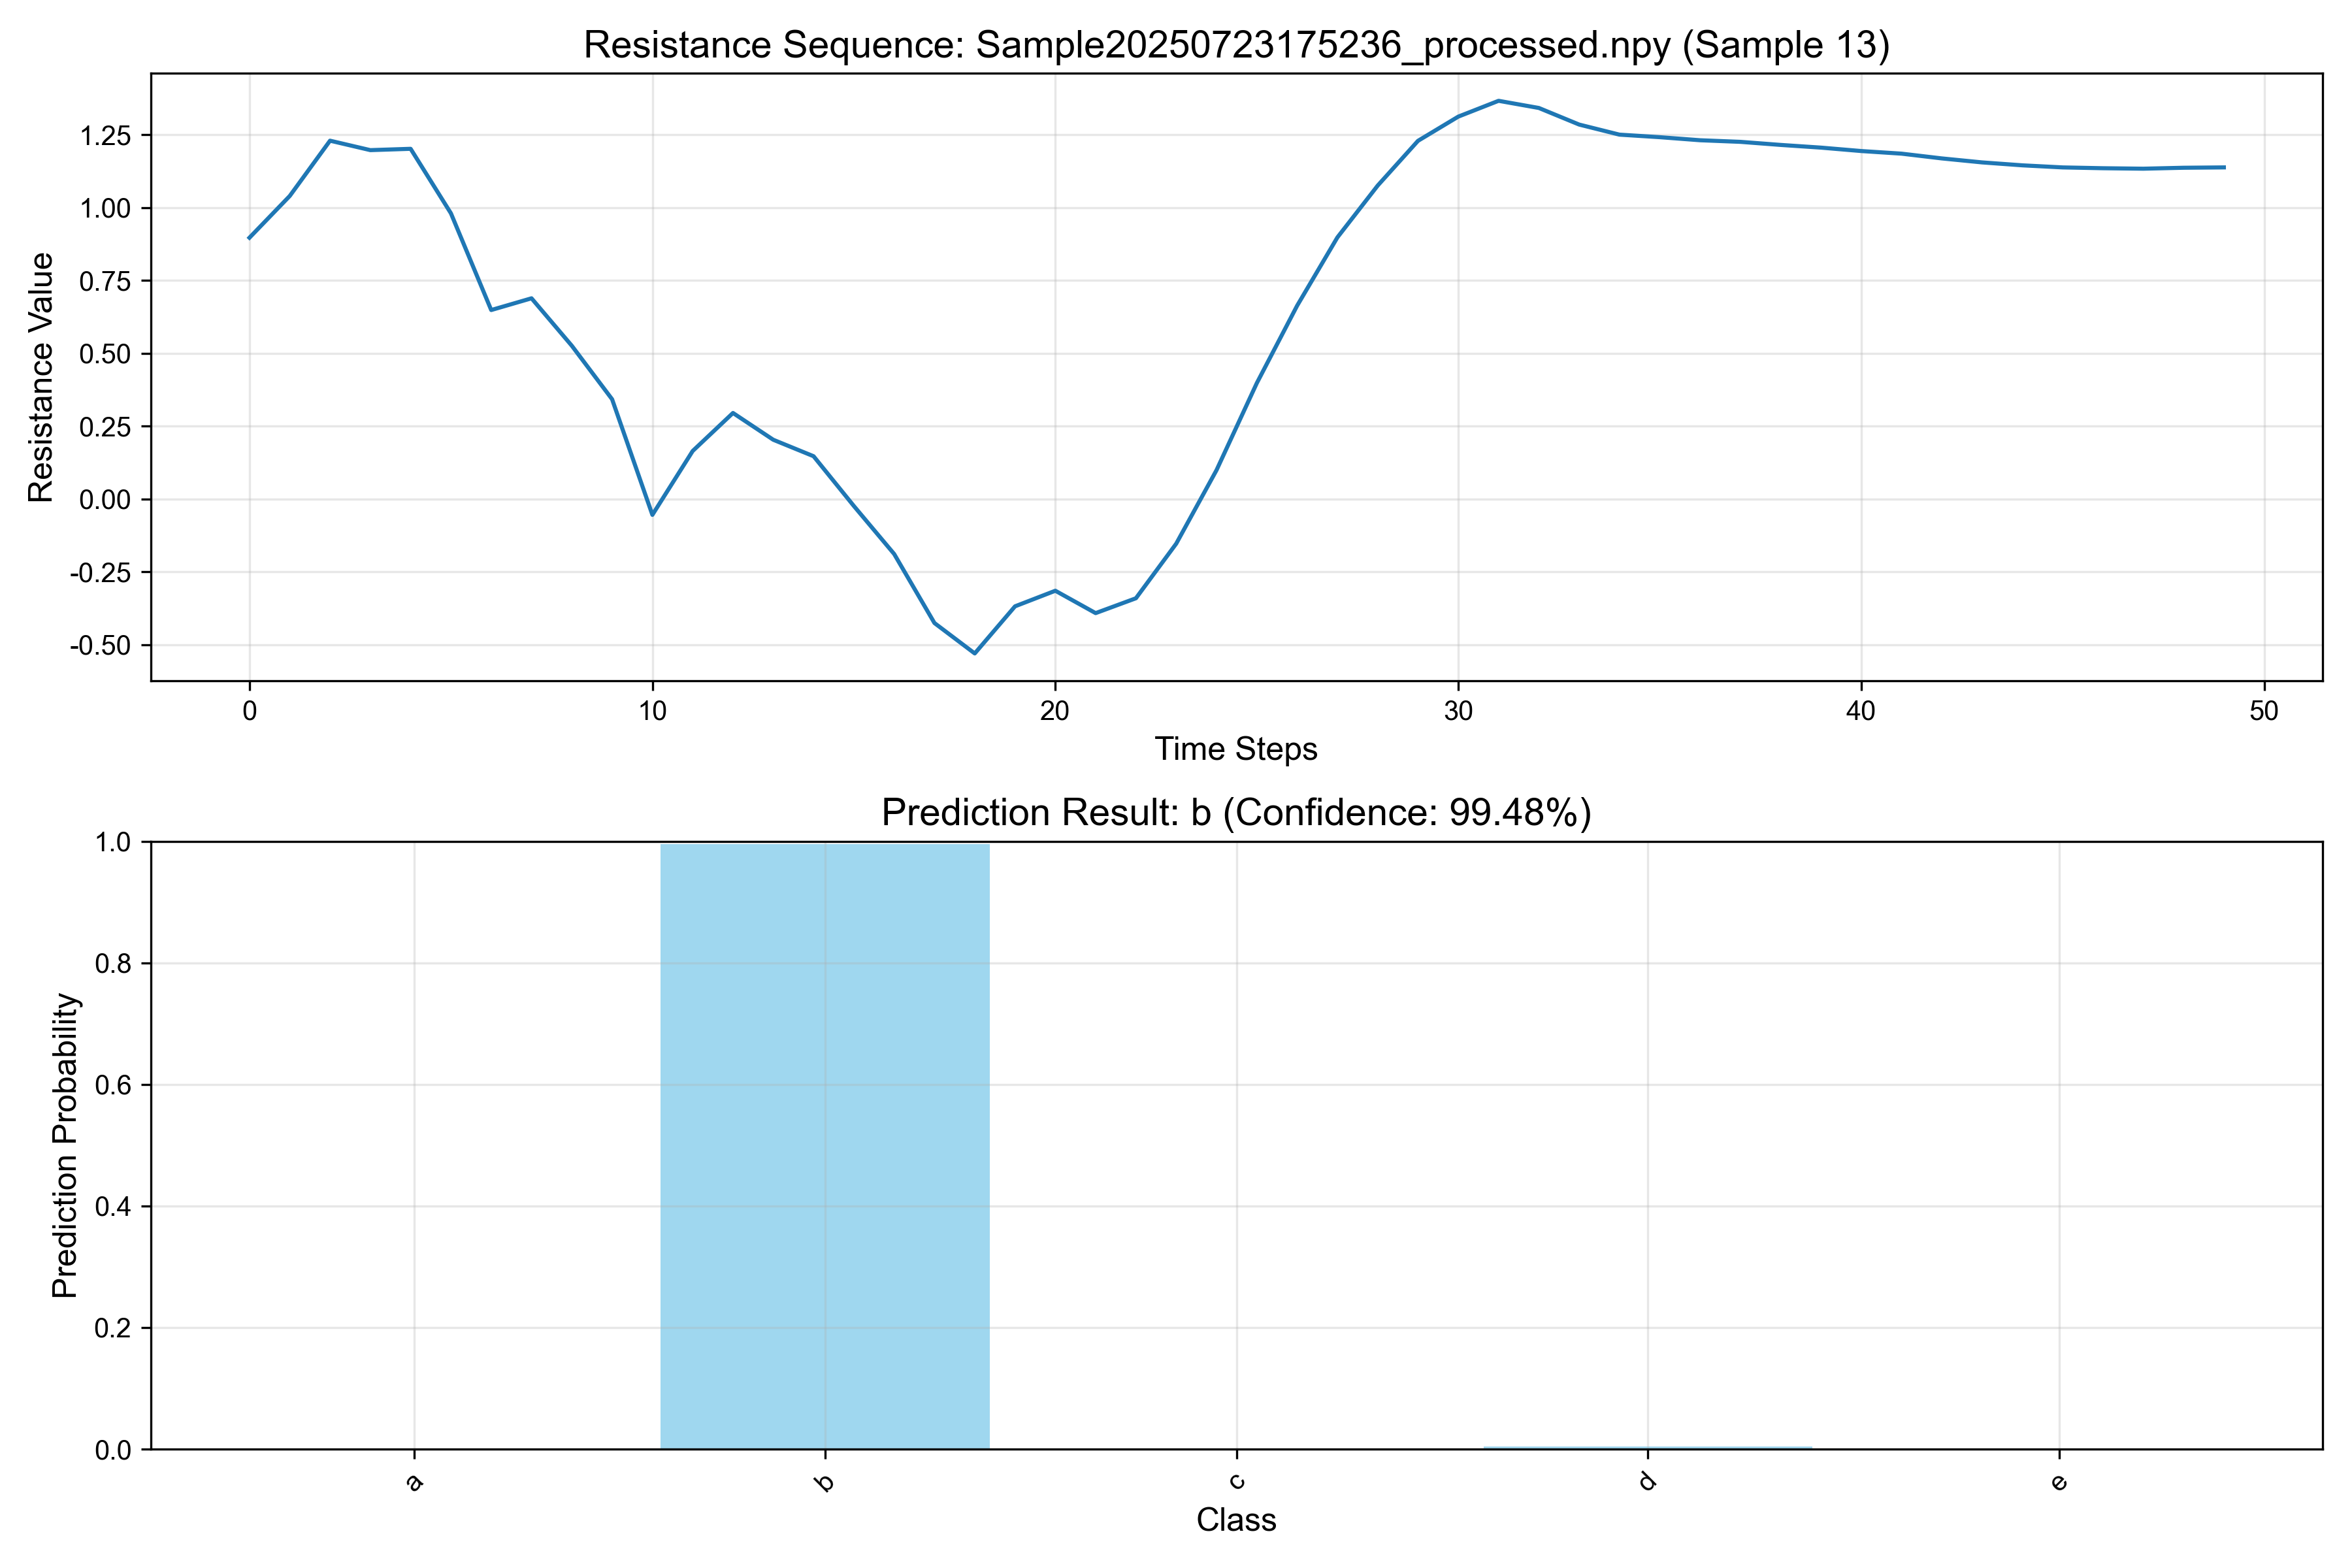 Resistance Sequence: Sample20250723175236_processed.npy (Sample 13)
Resistance Value
1.25
1.00
0.75
0.50
0.25
0.00
-0.25
-0.50
0 10 20 30 40 50
Time Steps
Prediction Result: b (Confidence: 99.48%)
Prediction Probability
1.0
0.8
0.6
0.4
0.2
0.0
a b c d e
Class